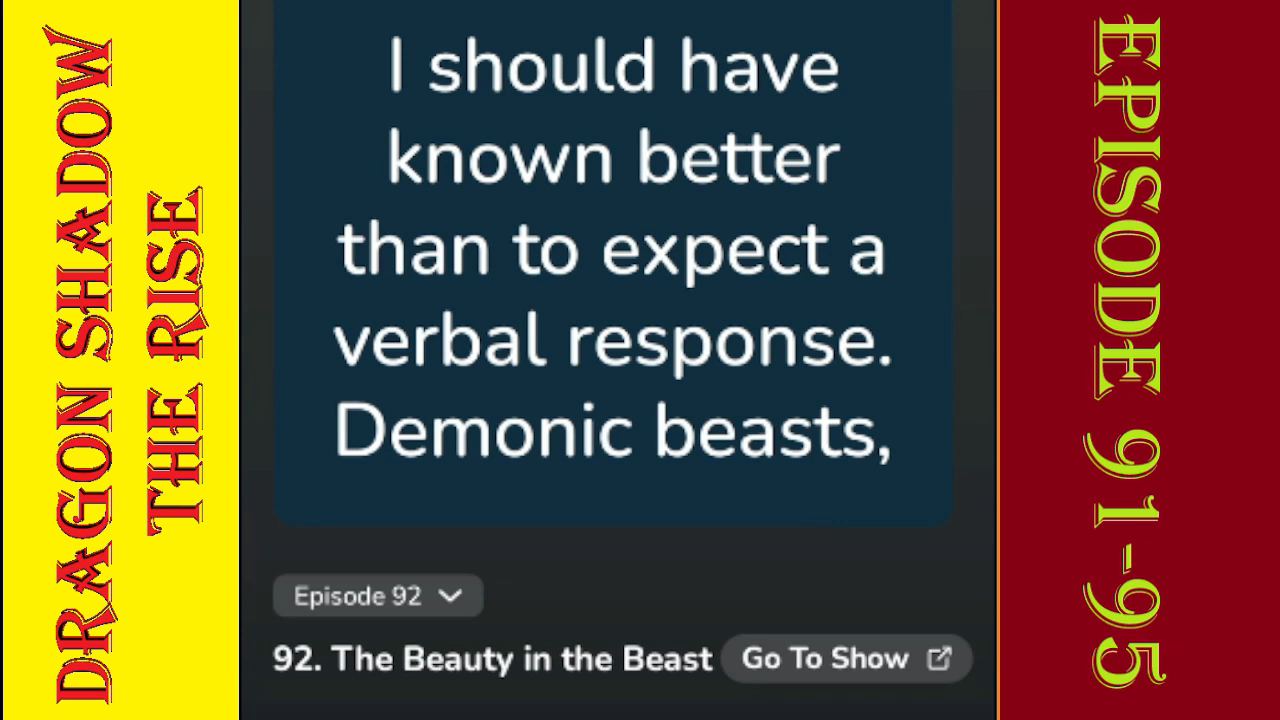 DRAGON SHADOW
THE RISE
I should have
known better
than to expect a
verbal response.
Demonic beasts,
Episode 92
92. The Beauty in the Beast
Go To Show
EPISODE 91-95